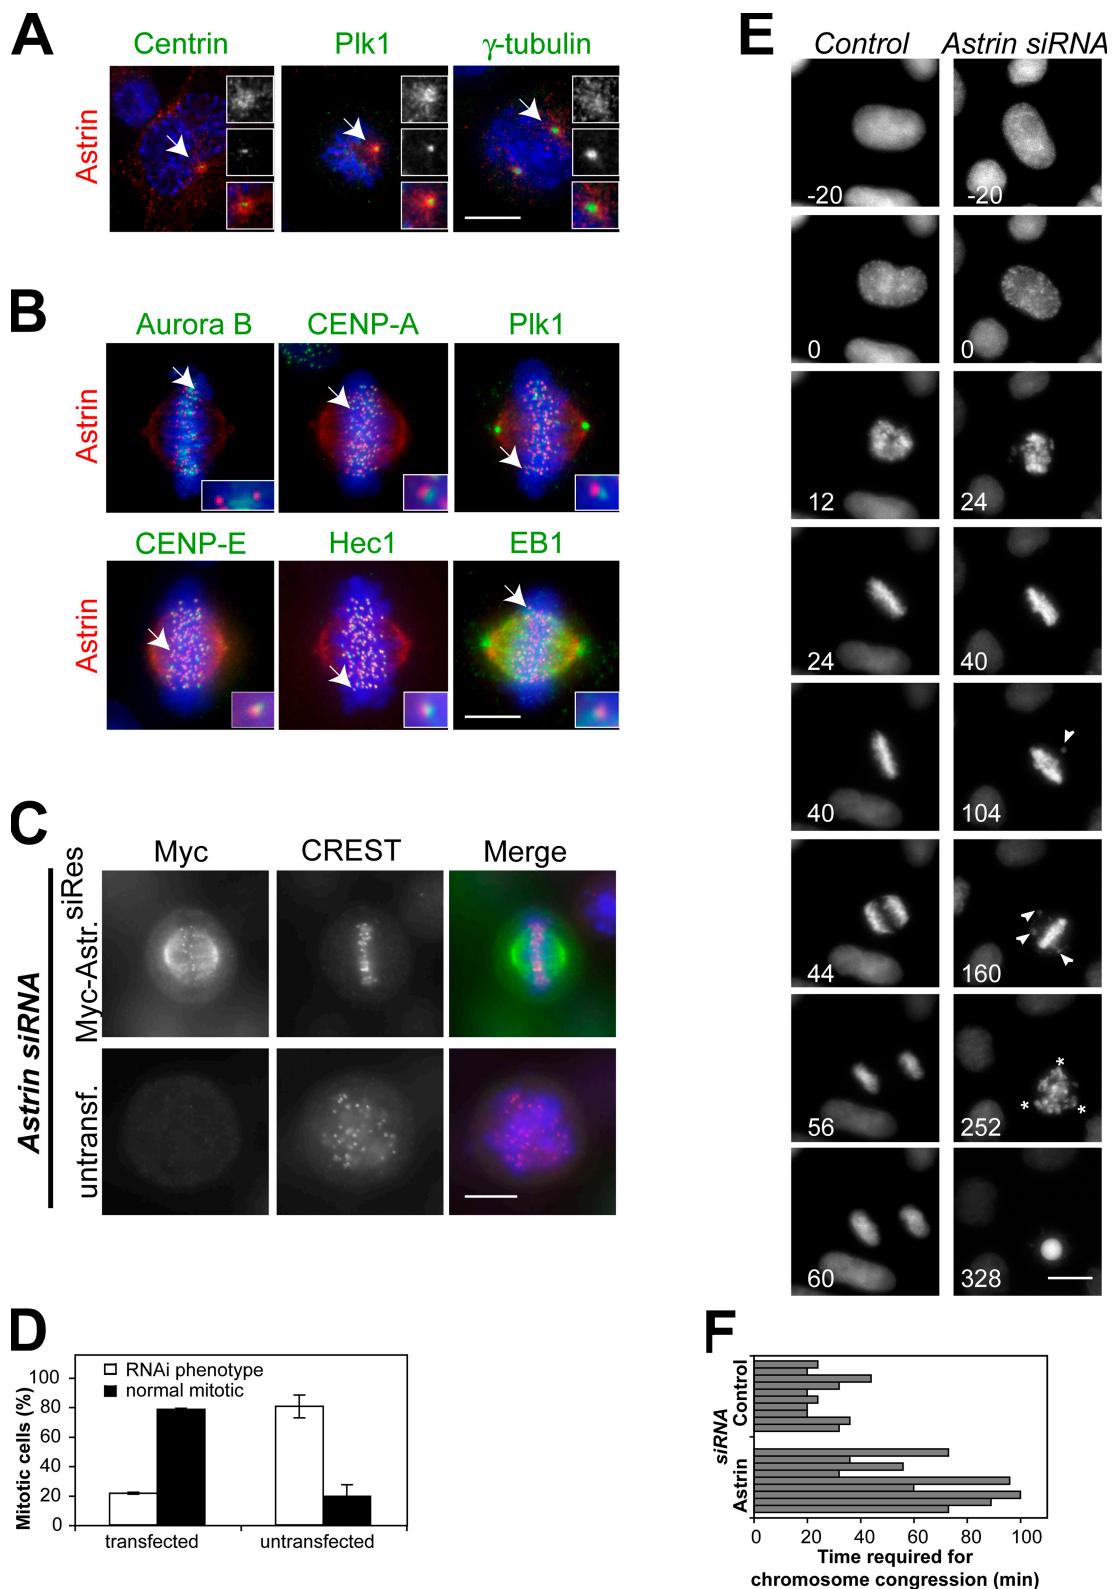 A
Centrin
Plk1
γ-tubulin
Astrin
B
Aurora B
CENP-A
Plk1
Astrin
CENP-E
Hec1
EB1
Astrin
C
Myc
CREST
Merge
Astrin siRNA
Myc-Astr. siRes
untransf.
D
Mitotic cells (%)
100
80
60
40
20
0
RNAi phenotype
normal mitotic
transfected
untransfected
E
Control
Astrin siRNA
-20
-20
0
0
12
24
24
40
40
104
44
160
56
252
* * *
60
328
F
siRNA
Control
Astrin
0 20 40 60 80 100
Time required for
chromosome congression (min)